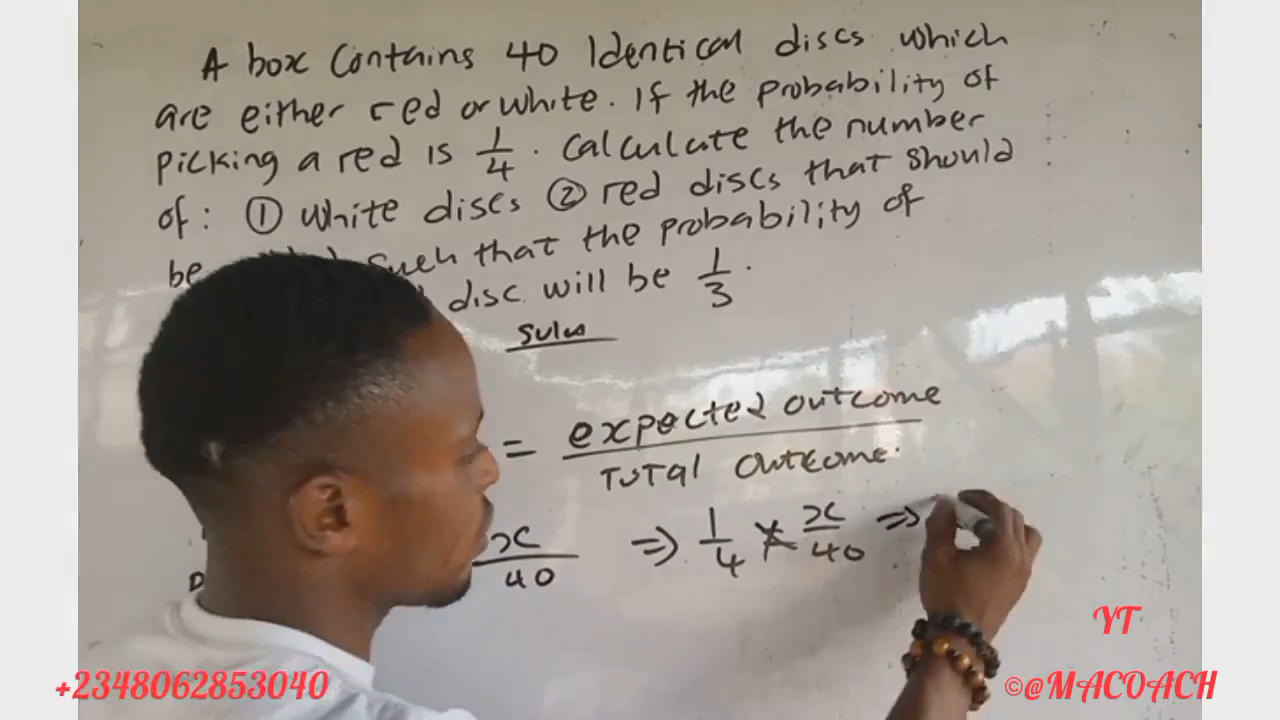 A box contains 40 Identical discs which
are either red or white. If the probability of
picking a red is 1/4. Calculate the number
of: ① white discs ② red discs that should
be such that the probability of
disc will be 1/3.
= expected outcome / Total outcome.
x/40 ⇒ 1/4 x/40 ⇒
YT
+2348062853040
©@MACOACH